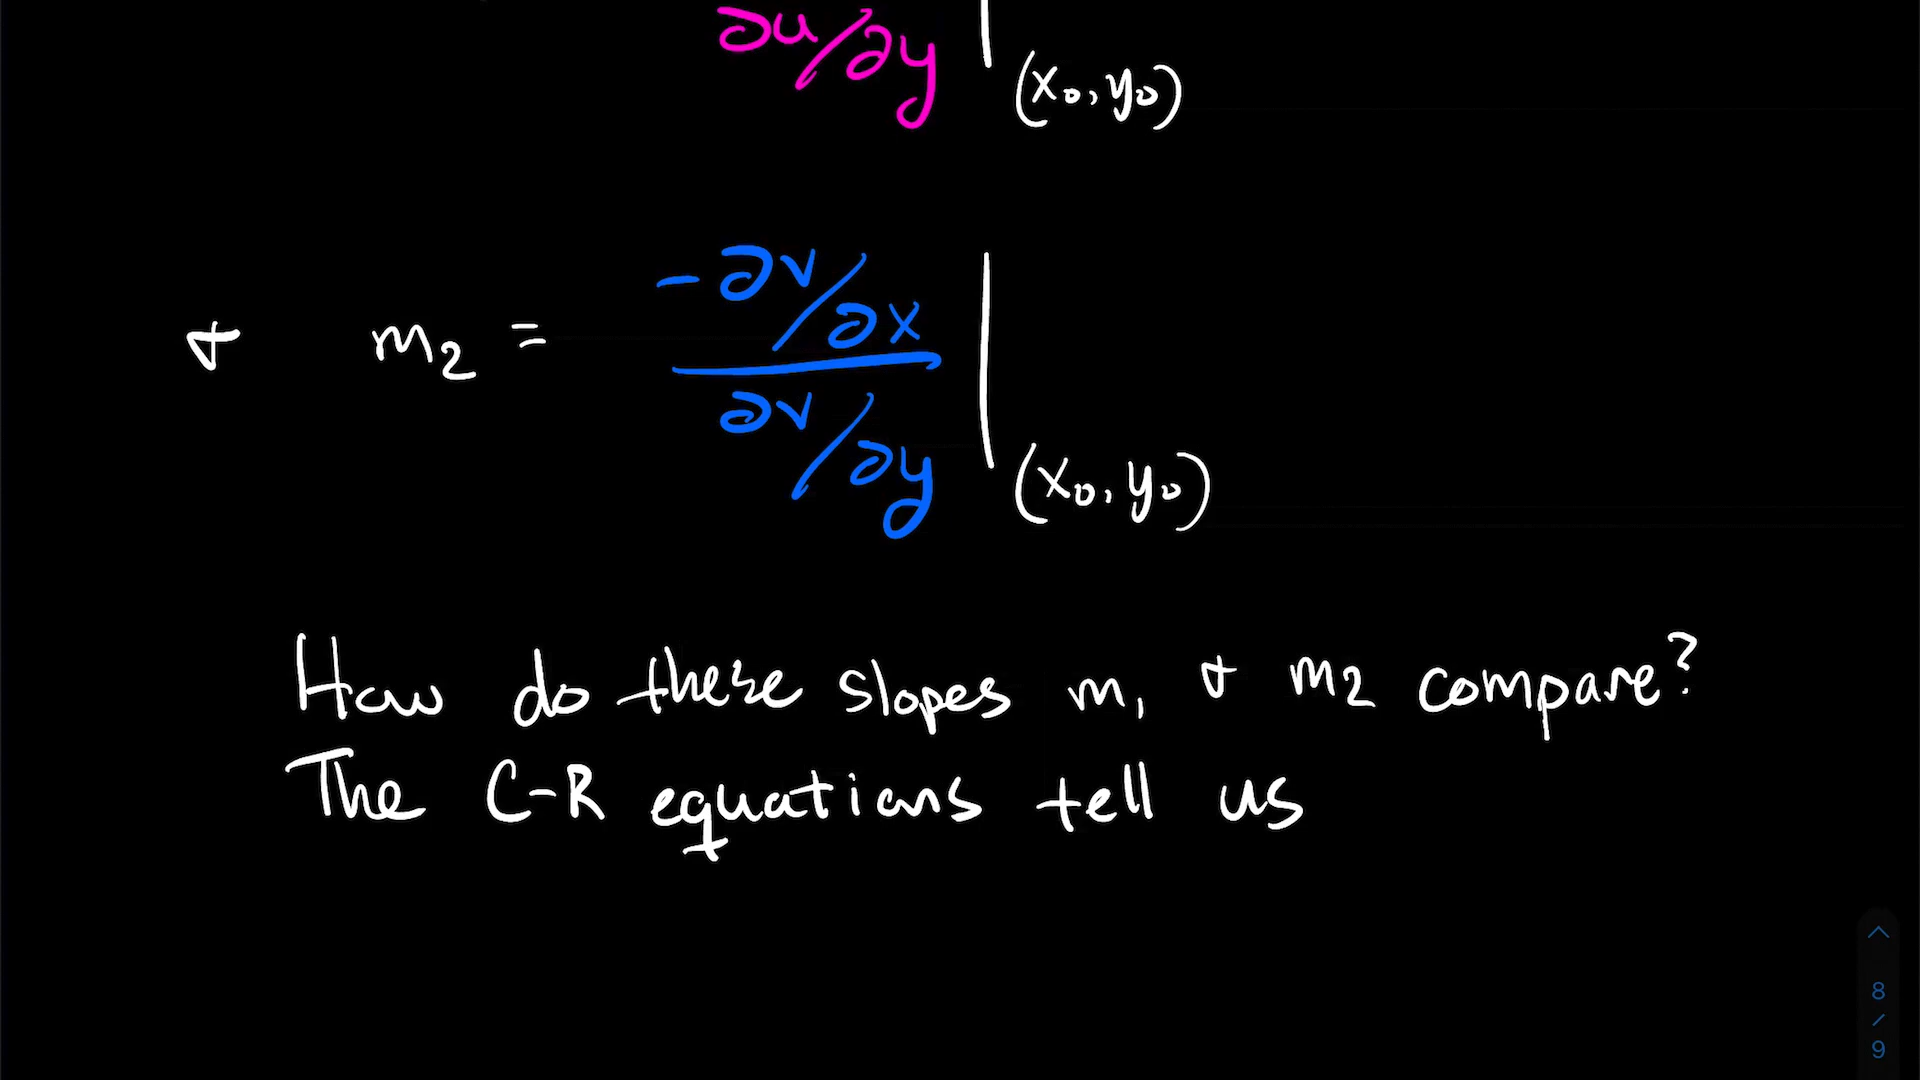 ∂u/∂y | (x₀, y₀)
& m₂ = -∂v/∂x / ∂v/∂y | (x₀, y₀)
How do these slopes m₁ & m₂ compare?
The C-R equations tell us
8
/
9